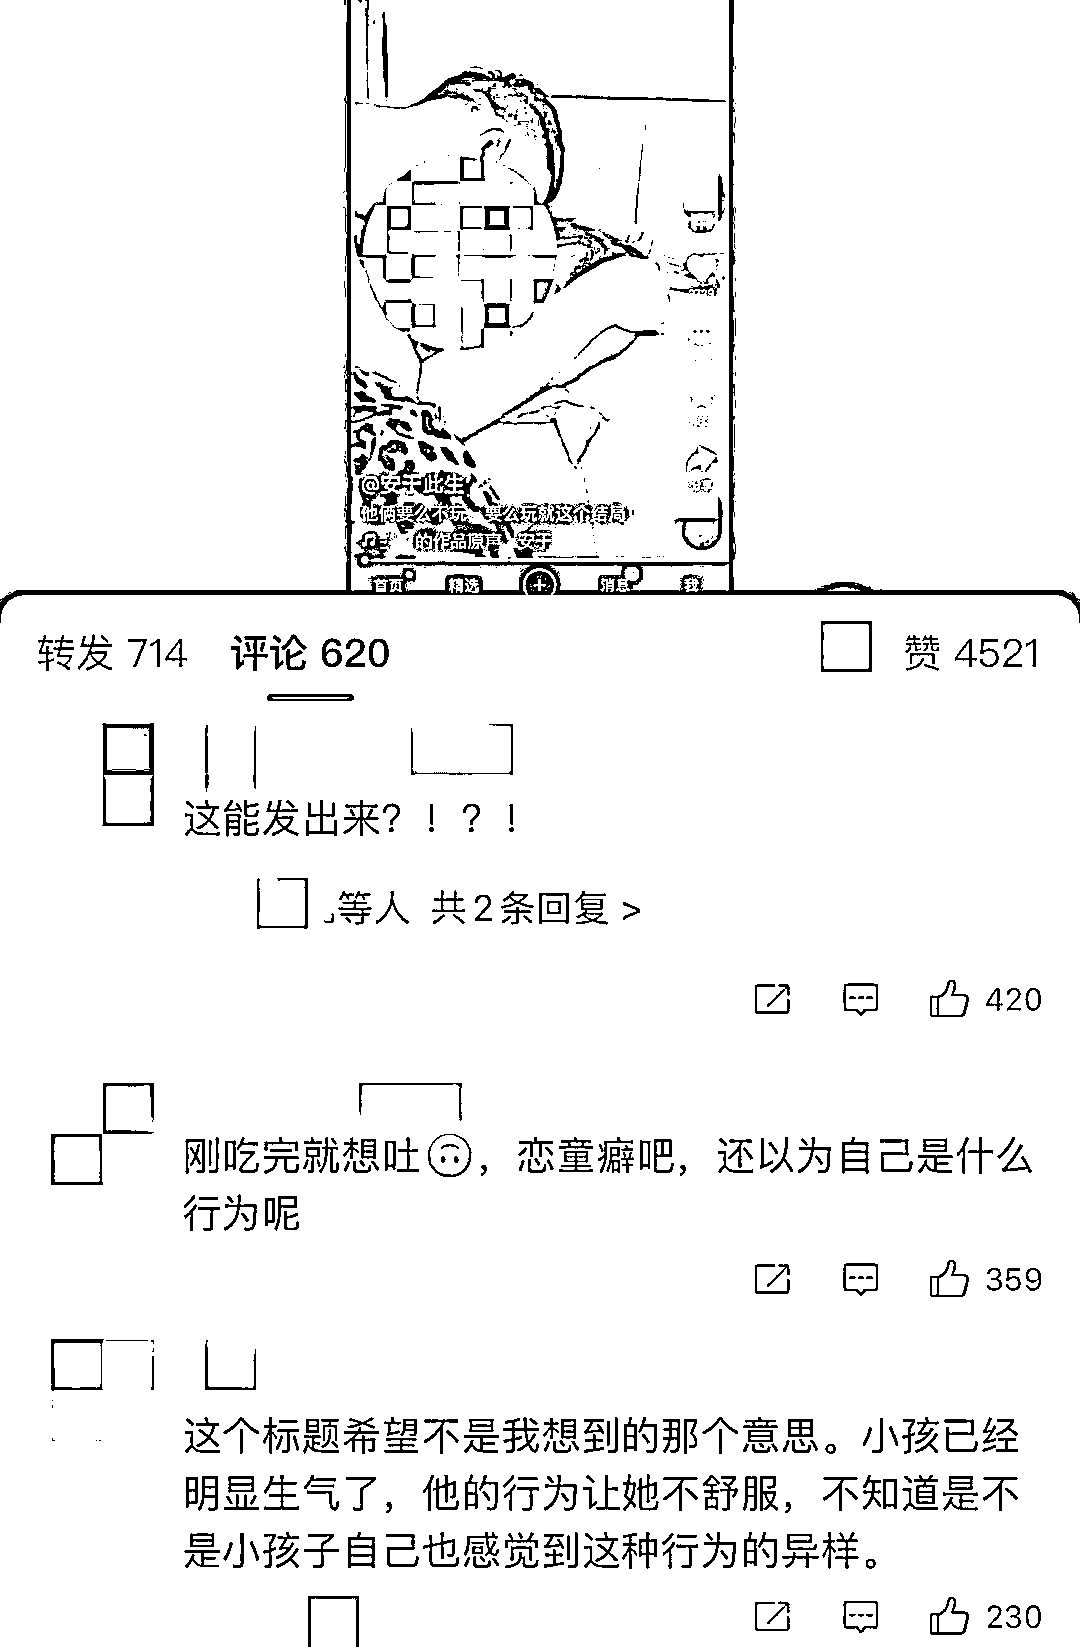 @安于此生
他俩要么不玩，要么玩就这个结局
的作品原声 安于
首页 精选 消息 我
转发 714 评论 620 赞 4521
这能发出来？！？！
等人 共2条回复 >
420
刚吃完就想吐🙃，恋童癖吧，还以为自己是什么
行为呢
359
这个标题希望不是我想到的那个意思。小孩已经
明显生气了，他的行为让她不舒服，不知道是不
是小孩子自己也感觉到这种行为的异样。
230